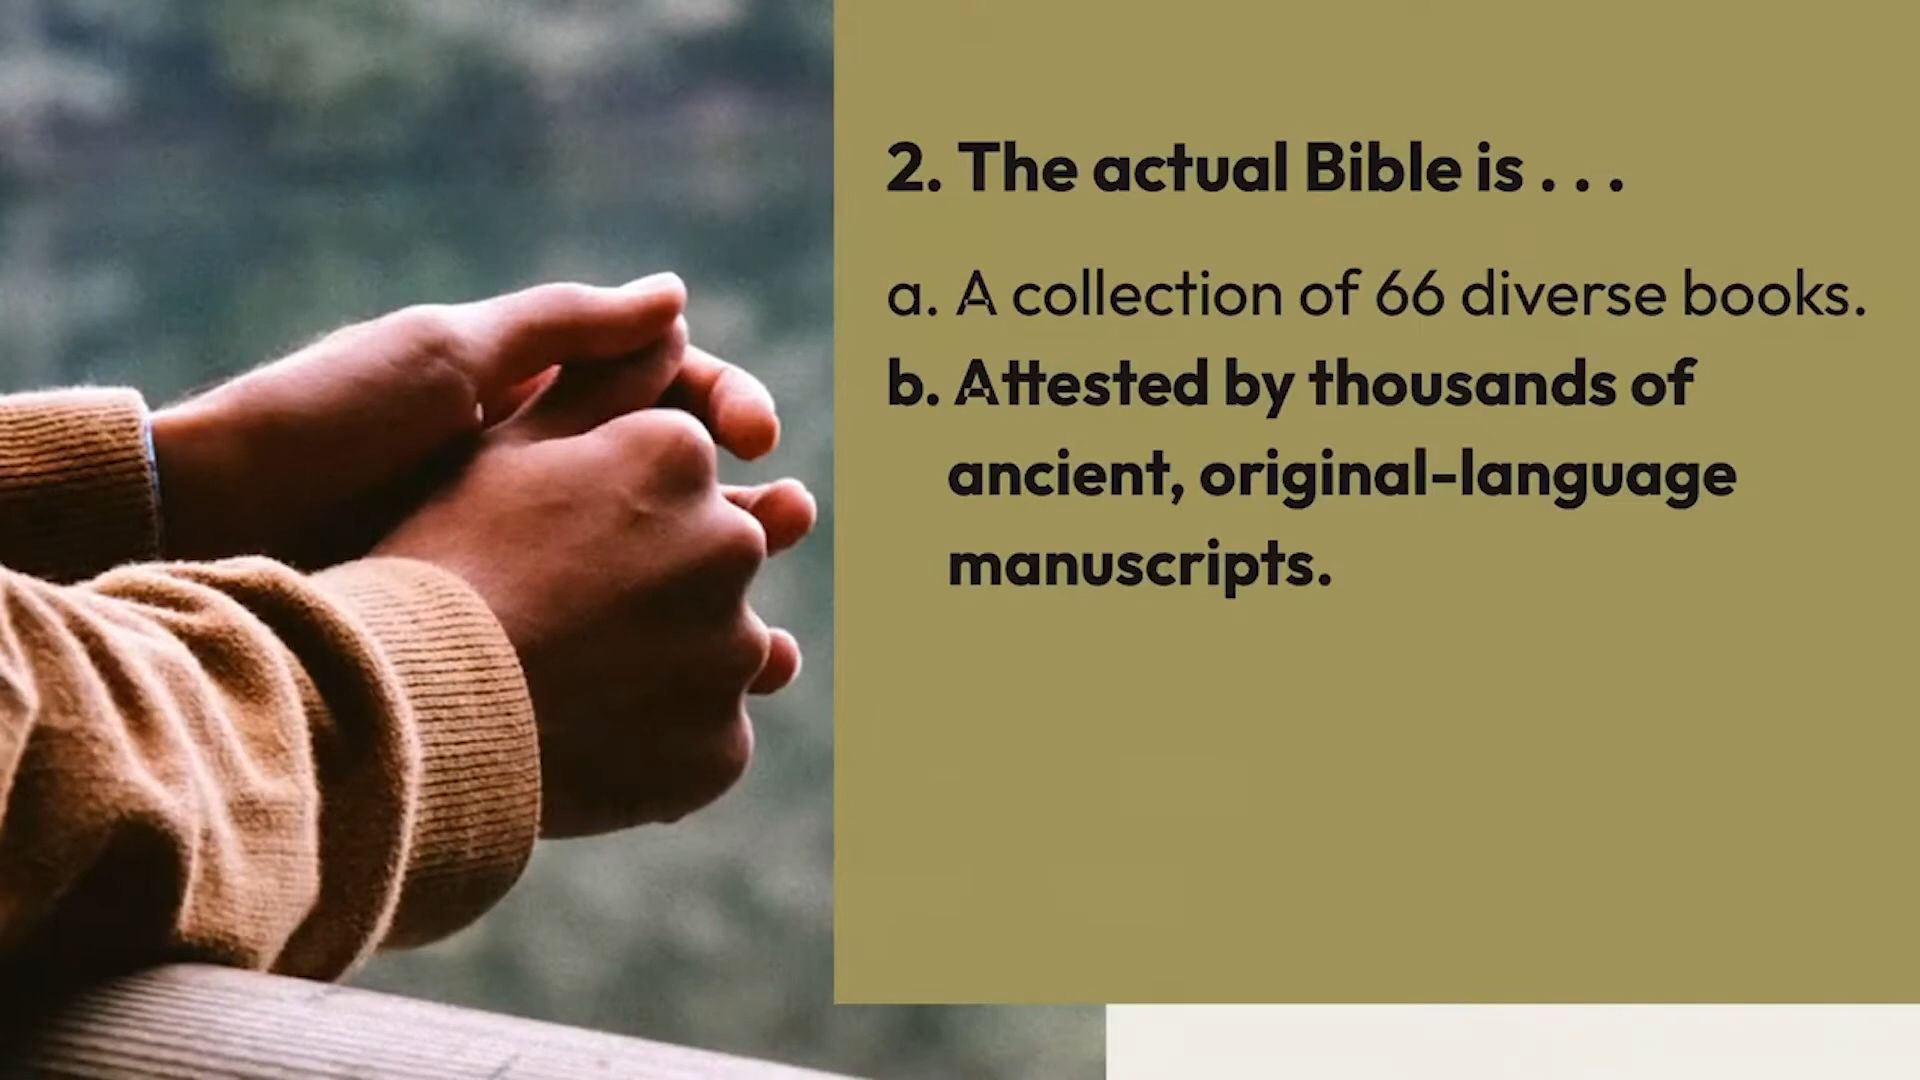 2. The actual Bible is . . .
a. A collection of 66 diverse books.
b. Attested by thousands of
ancient, original-language
manuscripts.